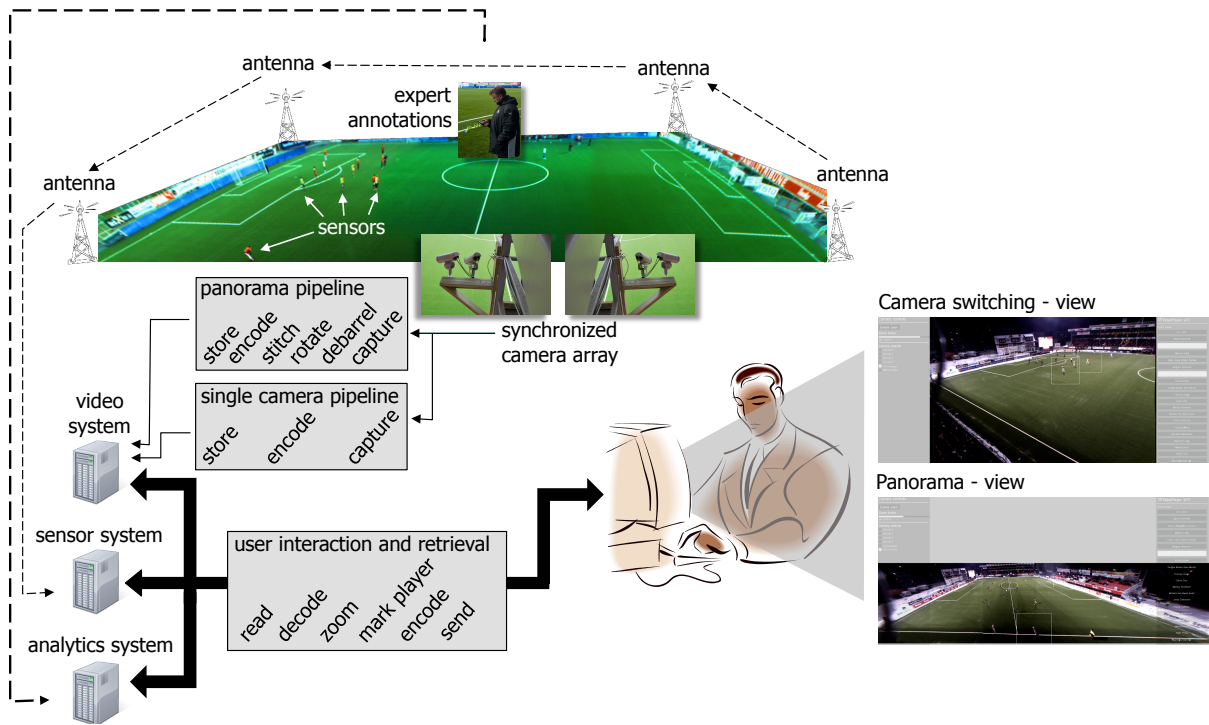 antenna
antenna
expert
annotations
antenna
antenna
sensors
panorama pipeline
store
encode
stitch
rotate
debarrel
capture
synchronized
camera array
Camera switching - view
single camera pipeline
store
encode
capture
video
system
Panorama - view
sensor system
user interaction and retrieval
read
decode
zoom
mark player
encode
send
analytics system